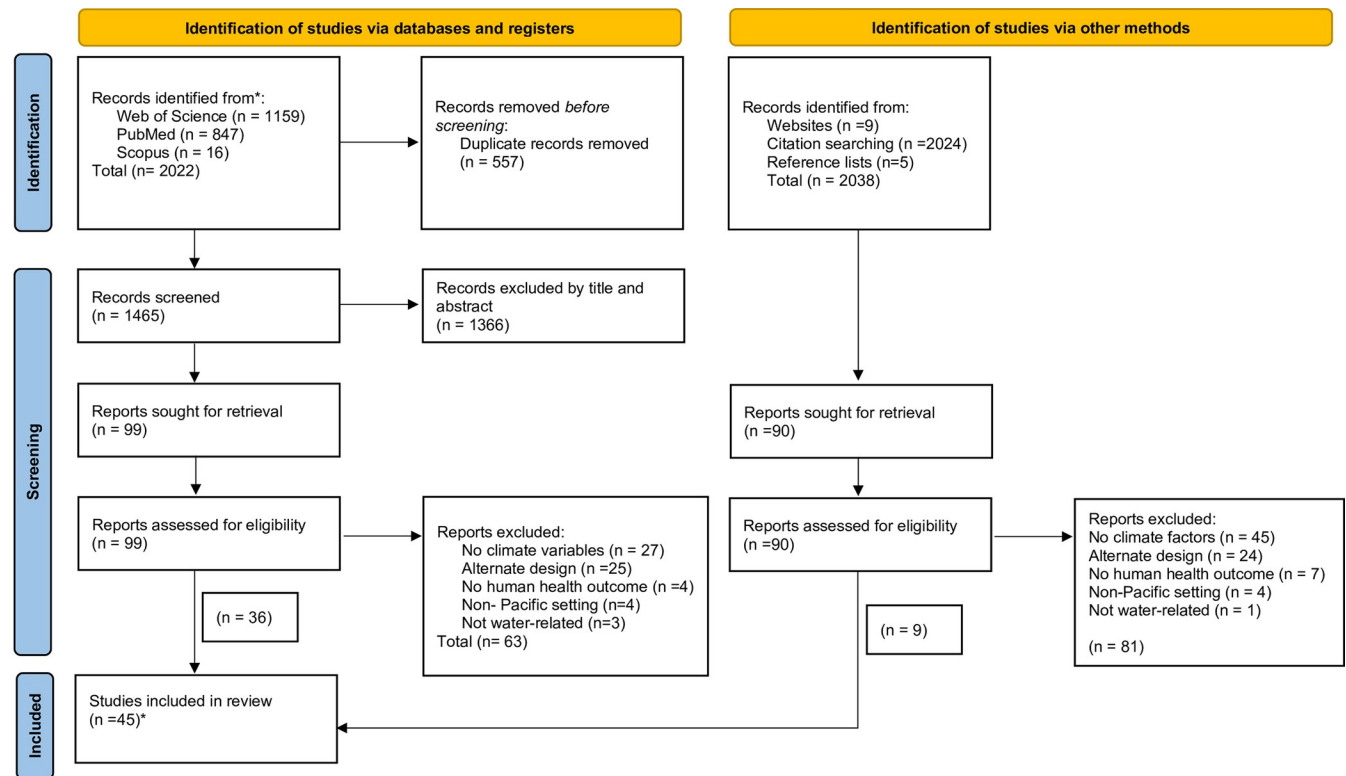 Identification of studies via databases and registers
Identification of studies via other methods
Identification
Records identified from*:
Web of Science (n = 1159)
PubMed (n = 847)
Scopus (n = 16)
Total (n= 2022)
Records removed before
screening:
Duplicate records removed
(n = 557)
Records identified from:
Websites (n =9)
Citation searching (n =2024)
Reference lists (n=5)
Total (n = 2038)
Screening
Records screened
(n = 1465)
Records excluded by title and
abstract
(n = 1366)
Reports sought for retrieval
(n = 99)
Reports sought for retrieval
(n =90)
Reports assessed for eligibility
(n = 99)
Reports excluded:
No climate variables (n = 27)
Alternate design (n =25)
No human health outcome (n =4)
Non- Pacific setting (n=4)
Not water-related (n=3)
Total (n= 63)
Reports assessed for eligibility
(n =90)
Reports excluded:
No climate factors (n = 45)
Alternate design (n = 24)
No human health outcome (n = 7)
Non-Pacific setting (n = 4)
Not water-related (n = 1)
(n = 81)
(n = 36)
(n = 9)
Included
Studies included in review
(n =45)*